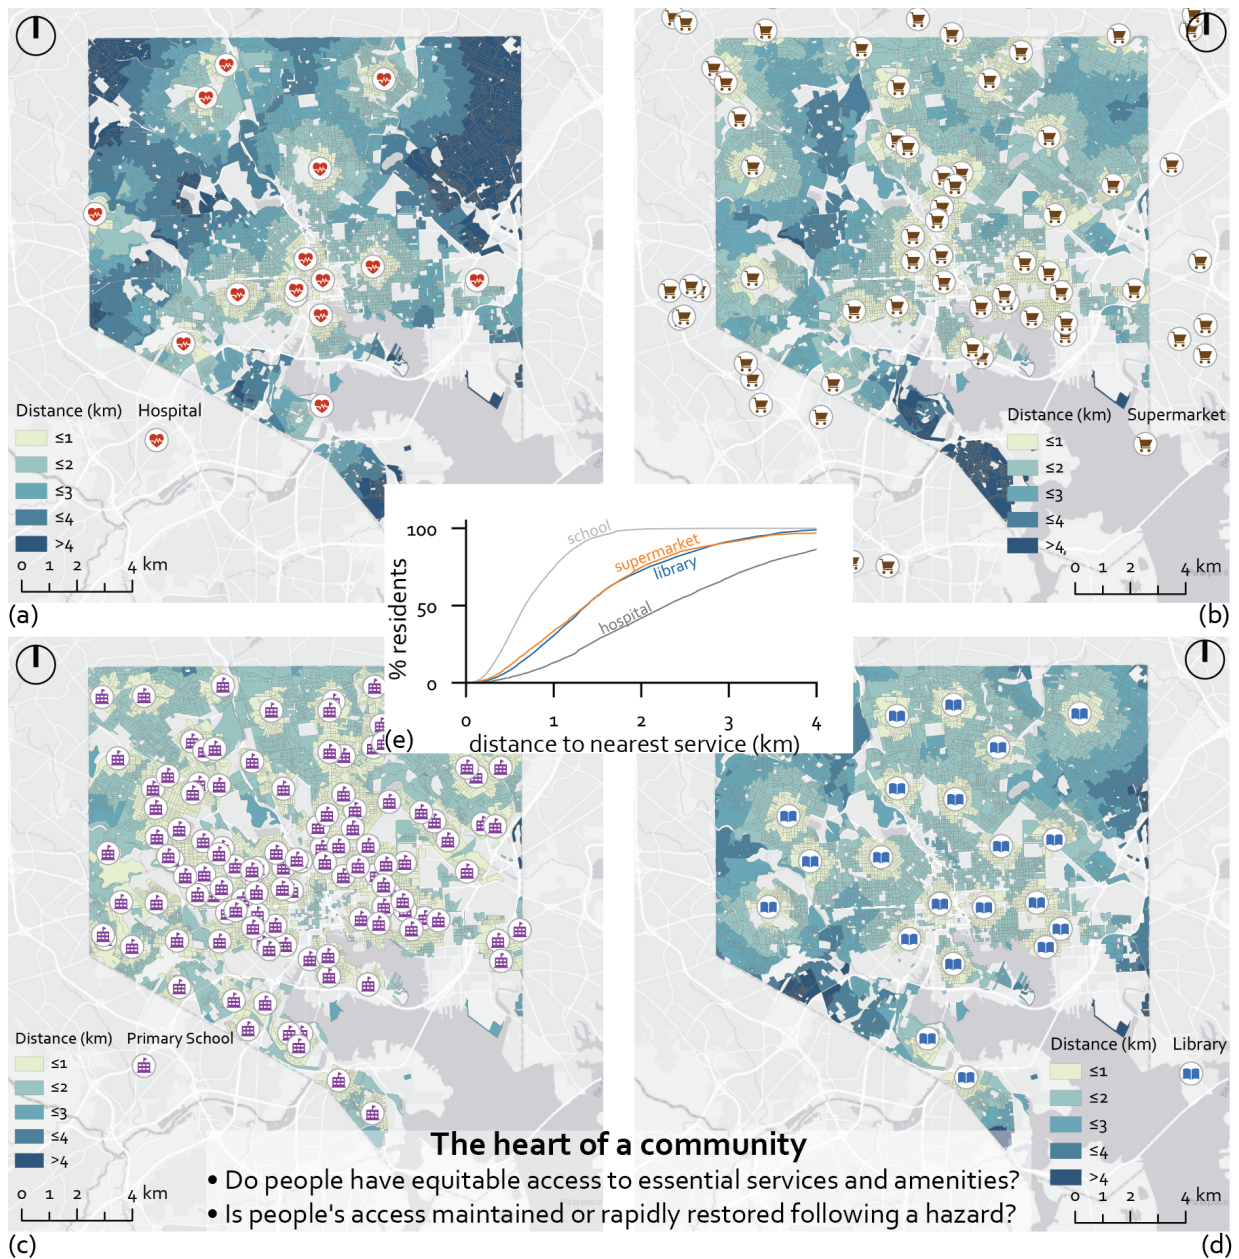 Distance (km) Hospital
≤1
≤2
≤3
≤4
>4
0 1 2 4 km
(a)
Distance (km) Supermarket
≤1
≤2
≤3
≤4
>4
0 1 2 4 km
(b)
% residents
100
50
0
school
supermarket
library
hospital
0 1 2 3 4
distance to nearest service (km)
(e)
Distance (km) Primary School
≤1
≤2
≤3
≤4
>4
0 1 2 4 km
(c)
Distance (km) Library
≤1
≤2
≤3
≤4
>4
0 1 2 4 km
(d)
The heart of a community
• Do people have equitable access to essential services and amenities?
• Is people's access maintained or rapidly restored following a hazard?